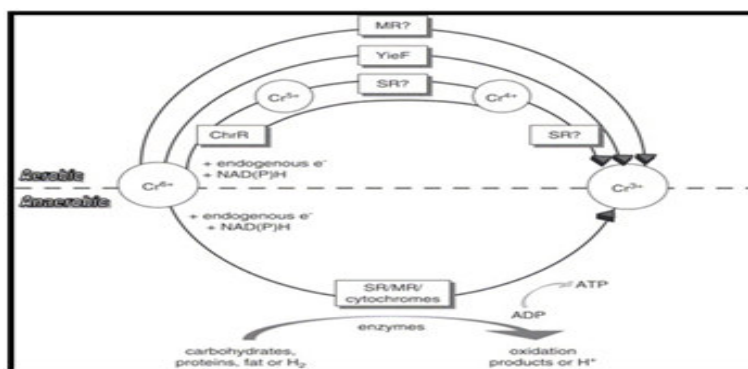 MR?
YieF
SR?
Cr5+
Cr4+
ChrR
SR?
Aerobic
+ endogenous e-
+ NAD(P)H
Cr6+
Cr3+
Anaerobic
+ endogenous e-
+ NAD(P)H
SR/MR/
cytochromes
ATP
ADP
enzymes
carbohydrates,
proteins, fat or H2
oxidation
products or H+